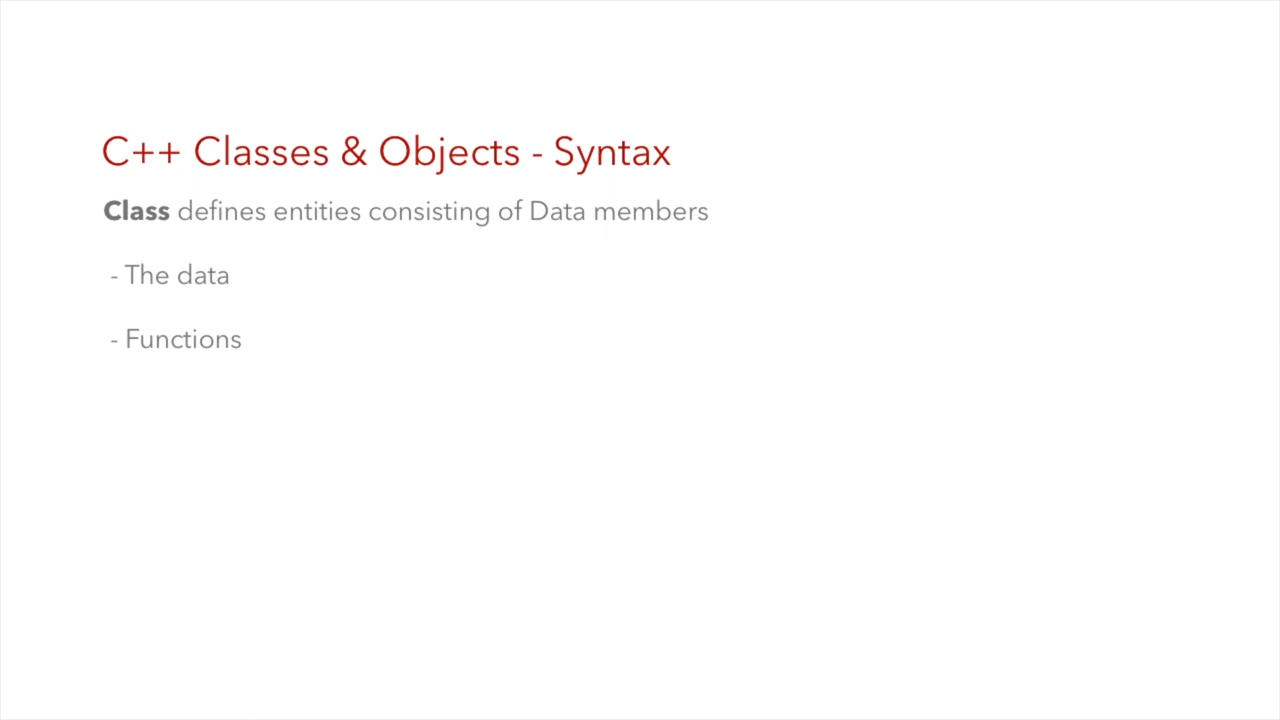 C++ Classes & Objects - Syntax
Class defines entities consisting of Data members
- The data
- Functions